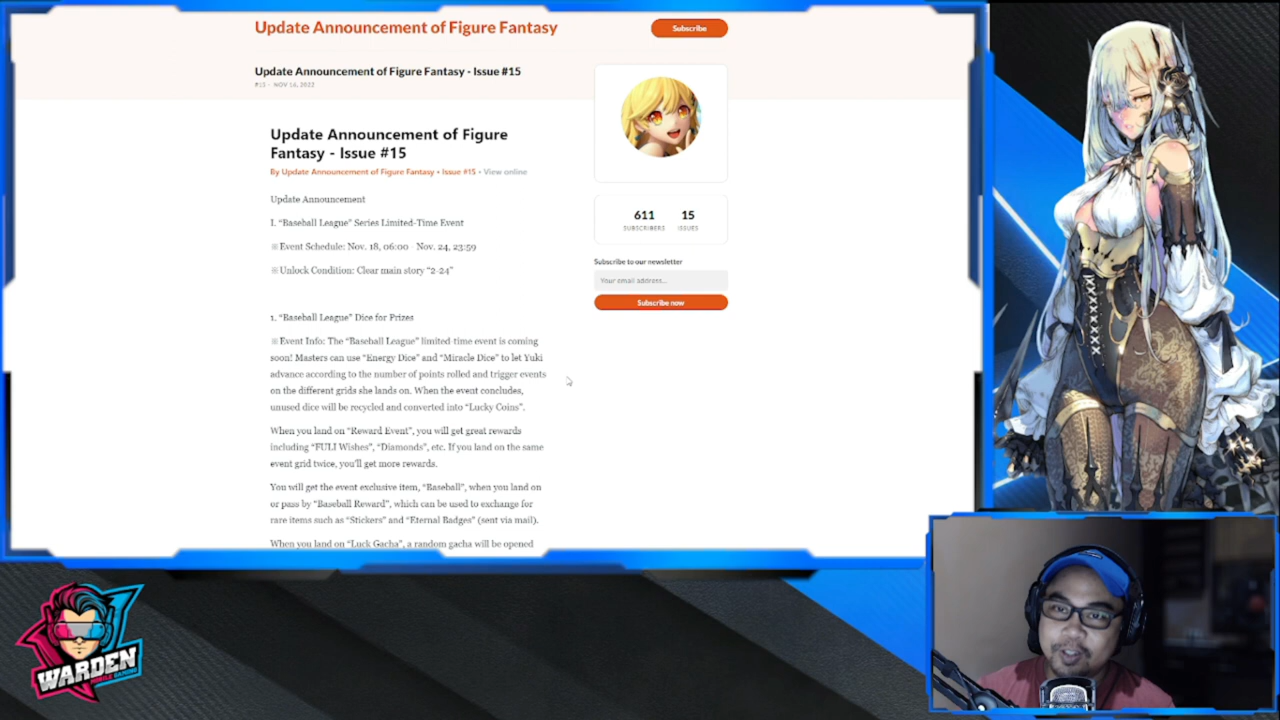 Update Announcement of Figure Fantasy
Subscribe
Update Announcement of Figure Fantasy - Issue #15
#15 - NOV 14, 2022
Update Announcement of Figure
Fantasy - Issue #15
By Update Announcement of Figure Fantasy • Issue #15 • View online
Update Announcement
I. “Baseball League” Series Limited-Time Event
※Event Schedule: Nov. 18, 06:00 - Nov. 24, 23:59
※Unlock Condition: Clear main story “2-24”
1. “Baseball League” Dice for Prizes
※Event Info: The “Baseball League” limited-time event is coming
soon! Masters can use “Energy Dice” and “Miracle Dice” to let Yuki
advance according to the number of points rolled and trigger events
on the different grids she lands on. When the event concludes,
unused dice will be recycled and converted into “Lucky Coins”.
When you land on “Reward Event”, you will get great rewards
including “FULI Wishes”, “Diamonds”, etc. If you land on the same
event grid twice, you’ll get more rewards.
You will get the event exclusive item, “Baseball”, when you land on
or pass by “Baseball Reward”, which can be used to exchange for
rare items such as “Stickers” and “Eternal Badges” (sent via mail).
When you land on “Luck Gacha”, a random gacha will be opened
611 15
SUBSCRIBERS ISSUES
Subscribe to our newsletter
Your email address...
Subscribe now
WARDEN
MOBILE GAMING